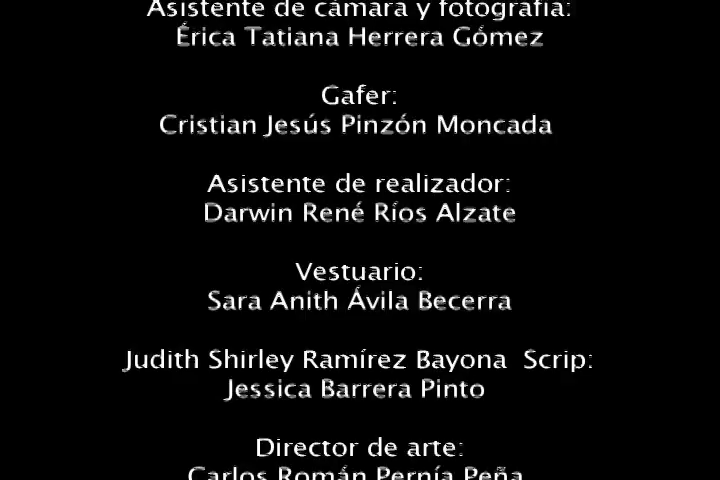 Asistente de cámara y fotografía:
Érica Tatiana Herrera Gómez
Gafer:
Cristian Jesús Pinzón Moncada
Asistente de realizador:
Darwin René Ríos Alzate
Vestuario:
Sara Anith Ávila Becerra
Judith Shirley Ramírez Bayona  Scrip:
Jessica Barrera Pinto
Director de arte:
Carlos Román Pernía Peña